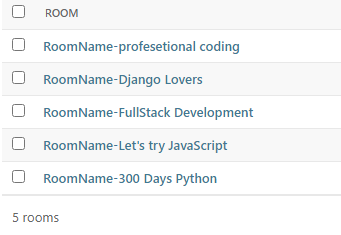 ROOM
RoomName-profesetional coding
RoomName-Django Lovers
RoomName-FullStack Development
RoomName-Let's try JavaScript
RoomName-300 Days Python
5 rooms